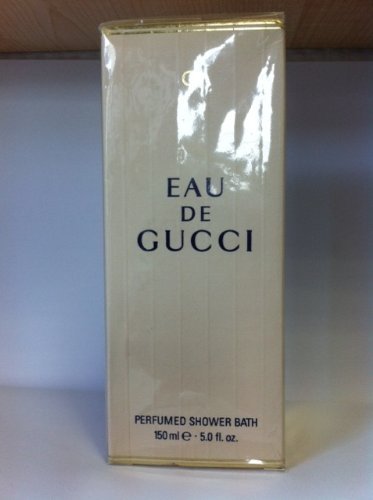 EAU
DE
GUCCI
PERFUMED SHOWER BATH
150 ml ℮ - 5.0 fl. oz.